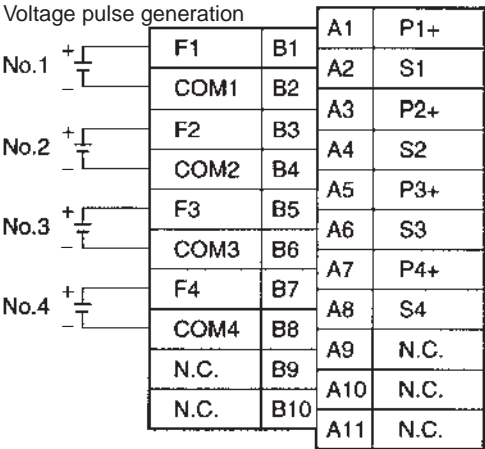 Voltage pulse generation
No.1 + − F1 B1
COM1 B2
No.2 + − F2 B3
COM2 B4
No.3 + − F3 B5
COM3 B6
No.4 + − F4 B7
COM4 B8
N.C. B9
N.C. B10
A1 P1+
A2 S1
A3 P2+
A4 S2
A5 P3+
A6 S3
A7 P4+
A8 S4
A9 N.C.
A10 N.C.
A11 N.C.